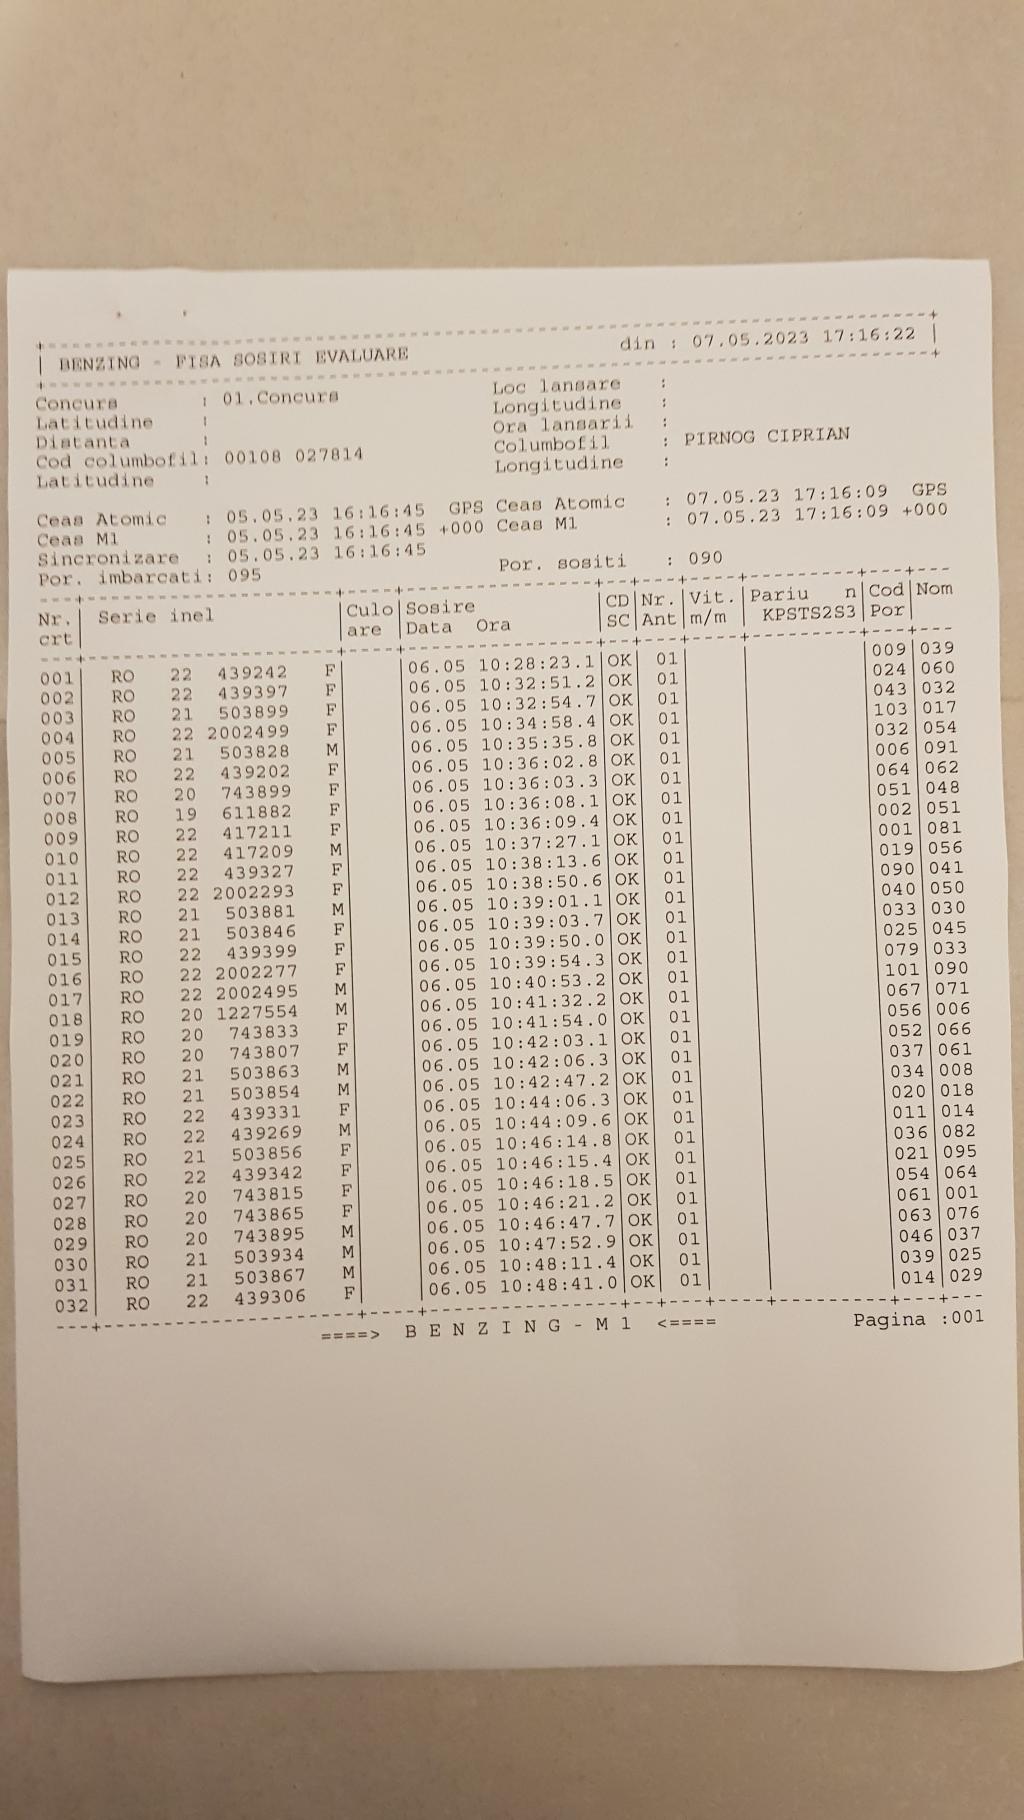 BENZING - FISA SOSIRI EVALUARE din : 07.05.2023 17:16:22
Concurs : 01.Concurs Loc lansare :
Latitudine : Longitudine :
Distanta : Ora lansarii :
Cod columbofil: 00108 027814 Columbofil : PIRNOG CIPRIAN
Latitudine : Longitudine :
Ceas Atomic : 05.05.23 16:16:45 GPS Ceas Atomic : 07.05.23 17:16:09 GPS
Ceas M1 : 05.05.23 16:16:45 +000 Ceas M1 : 07.05.23 17:16:09 +000
Sincronizare : 05.05.23 16:16:45
Por. imbarcati: 095 Por. sositi : 090
Nr. | Serie inel |Culo|Sosire |CD|Nr.|Vit.|Pariu n|Cod|Nom
crt| |are |Data Ora |SC|Ant|m/m | KPSTS2S3|Por|
001| RO 22 439242 F| |06.05 10:28:23.1|OK| 01| | |009|039
002| RO 22 439397 F| |06.05 10:32:51.2|OK| 01| | |024|060
003| RO 21 503899 F| |06.05 10:32:54.7|OK| 01| | |043|032
004| RO 22 2002499 F| |06.05 10:34:58.4|OK| 01| | |103|017
005| RO 21 503828 M| |06.05 10:35:35.8|OK| 01| | |032|054
006| RO 22 439202 F| |06.05 10:36:02.8|OK| 01| | |006|091
007| RO 20 743899 F| |06.05 10:36:03.3|OK| 01| | |064|062
008| RO 19 611882 F| |06.05 10:36:08.1|OK| 01| | |051|048
009| RO 22 417211 F| |06.05 10:36:09.4|OK| 01| | |002|051
010| RO 22 417209 M| |06.05 10:37:27.1|OK| 01| | |001|081
011| RO 22 439327 F| |06.05 10:38:13.6|OK| 01| | |019|056
012| RO 22 2002293 F| |06.05 10:38:50.6|OK| 01| | |090|041
013| RO 21 503881 M| |06.05 10:39:01.1|OK| 01| | |040|050
014| RO 21 503846 F| |06.05 10:39:03.7|OK| 01| | |033|030
015| RO 22 439399 F| |06.05 10:39:50.0|OK| 01| | |025|045
016| RO 22 2002277 F| |06.05 10:39:54.3|OK| 01| | |079|033
017| RO 22 2002495 M| |06.05 10:40:53.2|OK| 01| | |101|090
018| RO 20 1227554 M| |06.05 10:41:32.2|OK| 01| | |067|071
019| RO 20 743833 F| |06.05 10:41:54.0|OK| 01| | |056|006
020| RO 20 743807 F| |06.05 10:42:03.1|OK| 01| | |052|066
021| RO 21 503863 M| |06.05 10:42:06.3|OK| 01| | |037|061
022| RO 21 503854 M| |06.05 10:42:47.2|OK| 01| | |034|008
023| RO 22 439331 F| |06.05 10:44:06.3|OK| 01| | |020|018
024| RO 22 439269 M| |06.05 10:44:09.6|OK| 01| | |011|014
025| RO 21 503856 F| |06.05 10:46:14.8|OK| 01| | |036|082
026| RO 22 439342 F| |06.05 10:46:15.4|OK| 01| | |021|095
027| RO 20 743815 F| |06.05 10:46:18.5|OK| 01| | |054|064
028| RO 20 743865 F| |06.05 10:46:21.2|OK| 01| | |061|001
029| RO 20 743895 M| |06.05 10:46:47.7|OK| 01| | |063|076
030| RO 21 503934 M| |06.05 10:47:52.9|OK| 01| | |046|037
031| RO 21 503867 M| |06.05 10:48:11.4|OK| 01| | |039|025
032| RO 22 439306 F| |06.05 10:48:41.0|OK| 01| | |014|029
====> B E N Z I N G - M 1 <==== Pagina :001